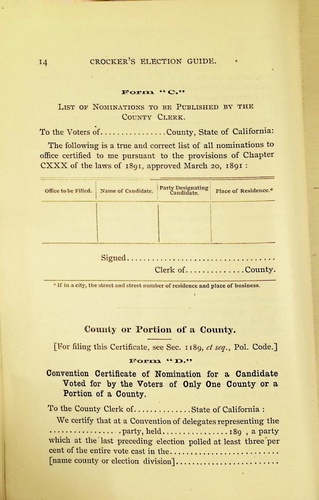 14 CROCKER'S ELECTION GUIDE.
Form "C."
List of Nominations to be Published by the
County Clerk.
To the Voters of...............County, State of California:
The following is a true and correct list of all nominations to
office certified to me pursuant to the provisions of Chapter
CXXX of the laws of 1891, approved March 20, 1891 :
Office to be Filled. Name of Candidate. Party Designating Candidate. Place of Residence.*
Signed..................................
Clerk of..............County.
* If in a city, the street and street number of residence and place of business.
County or Portion of a County.
[For filing this Certificate, see Sec. 1189, et seq., Pol. Code.]
Form "D."
Convention Certificate of Nomination for a Candidate
Voted for by the Voters of Only One County or a
Portion of a County.
To the County Clerk of.............State of California :
We certify that at a Convention of delegates representing the
................party, held...............189 , a party
which at the last preceding election polled at least three per
cent of the entire vote cast in the........................
[name county or election division]........................